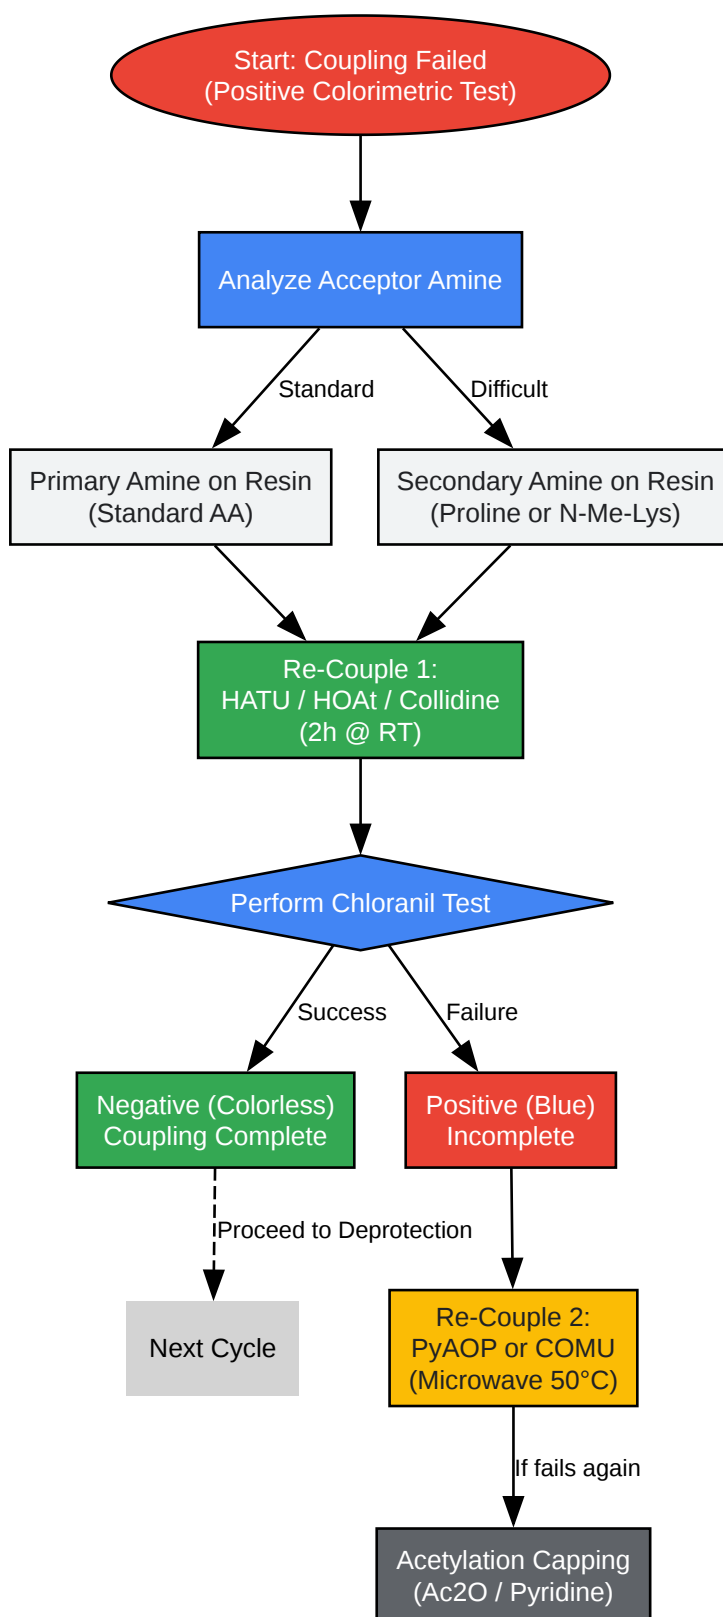 Start: Coupling Failed
(Positive Colorimetric Test)
Analyze Acceptor Amine
Standard
Difficult
Primary Amine on Resin
(Standard AA)
Secondary Amine on Resin
(Proline or N-Me-Lys)
Re-Couple 1:
HATU / HOAt / Collidine
(2h @ RT)
Perform Chloranil Test
Success
Failure
Negative (Colorless)
Coupling Complete
Positive (Blue)
Incomplete
Proceed to Deprotection
Next Cycle
Re-Couple 2:
PyAOP or COMU
(Microwave 50°C)
If fails again
Acetylation Capping
(Ac2O / Pyridine)